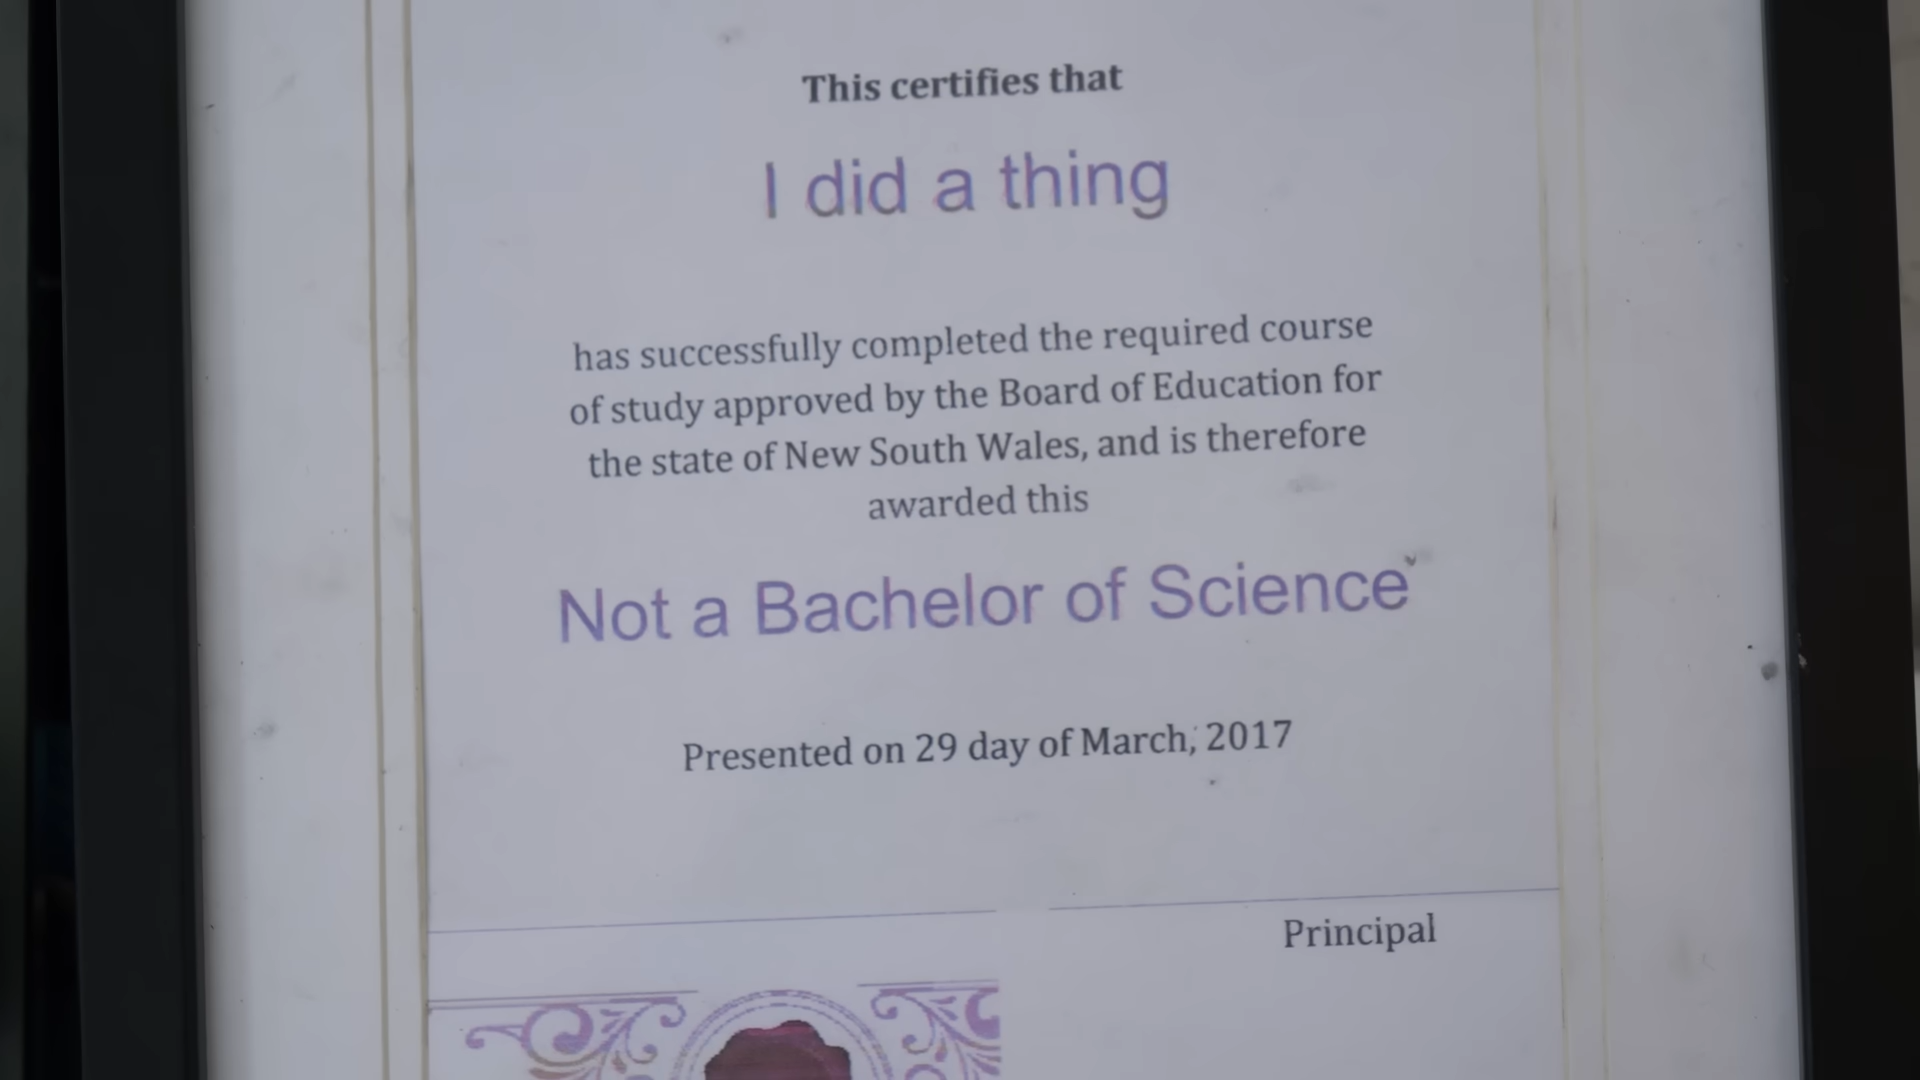 This certifies that
I did a thing
has successfully completed the required course
of study approved by the Board of Education for
the state of New South Wales, and is therefore
awarded this
Not a Bachelor of Science
Presented on 29 day of March, 2017
Principal